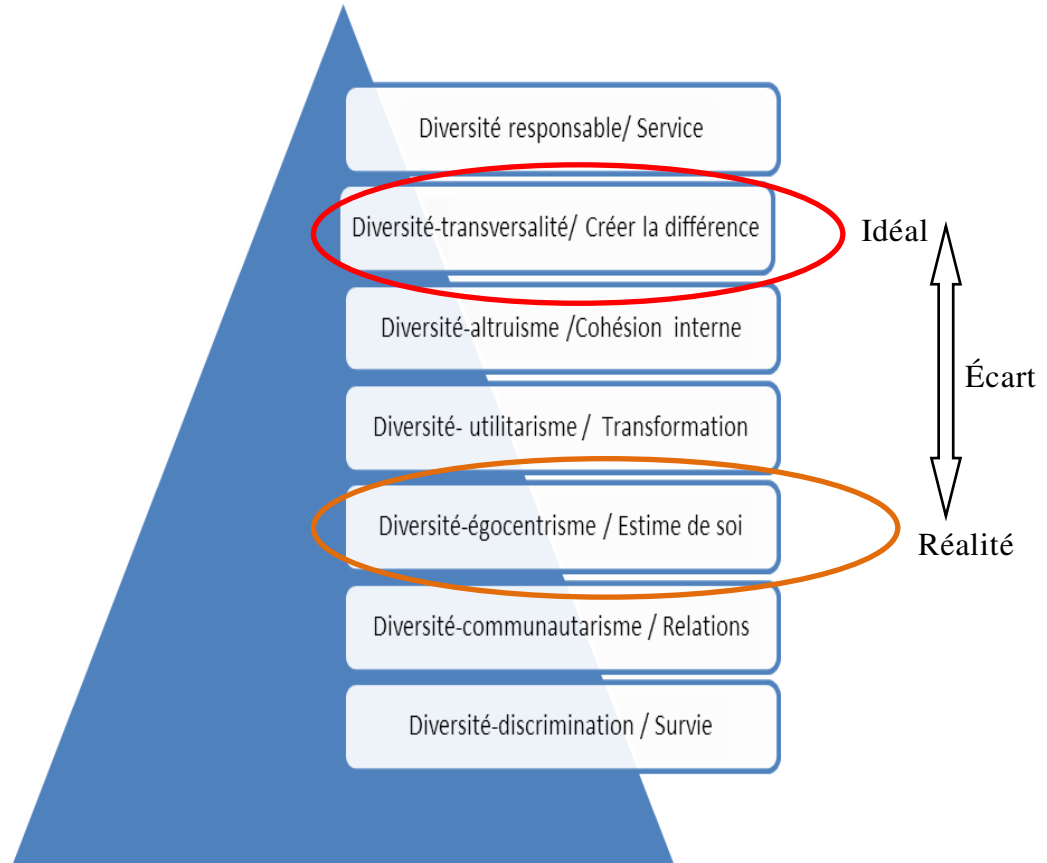 Diversité responsable/ Service
Diversité-transversalité/ Créer la différence
Idéal
Diversité-altruisme /Cohésion interne
Écart
Diversité- utilitarisme / Transformation
Diversité-égocentrisme / Estime de soi
Réalité
Diversité-communautarisme / Relations
Diversité-discrimination / Survie